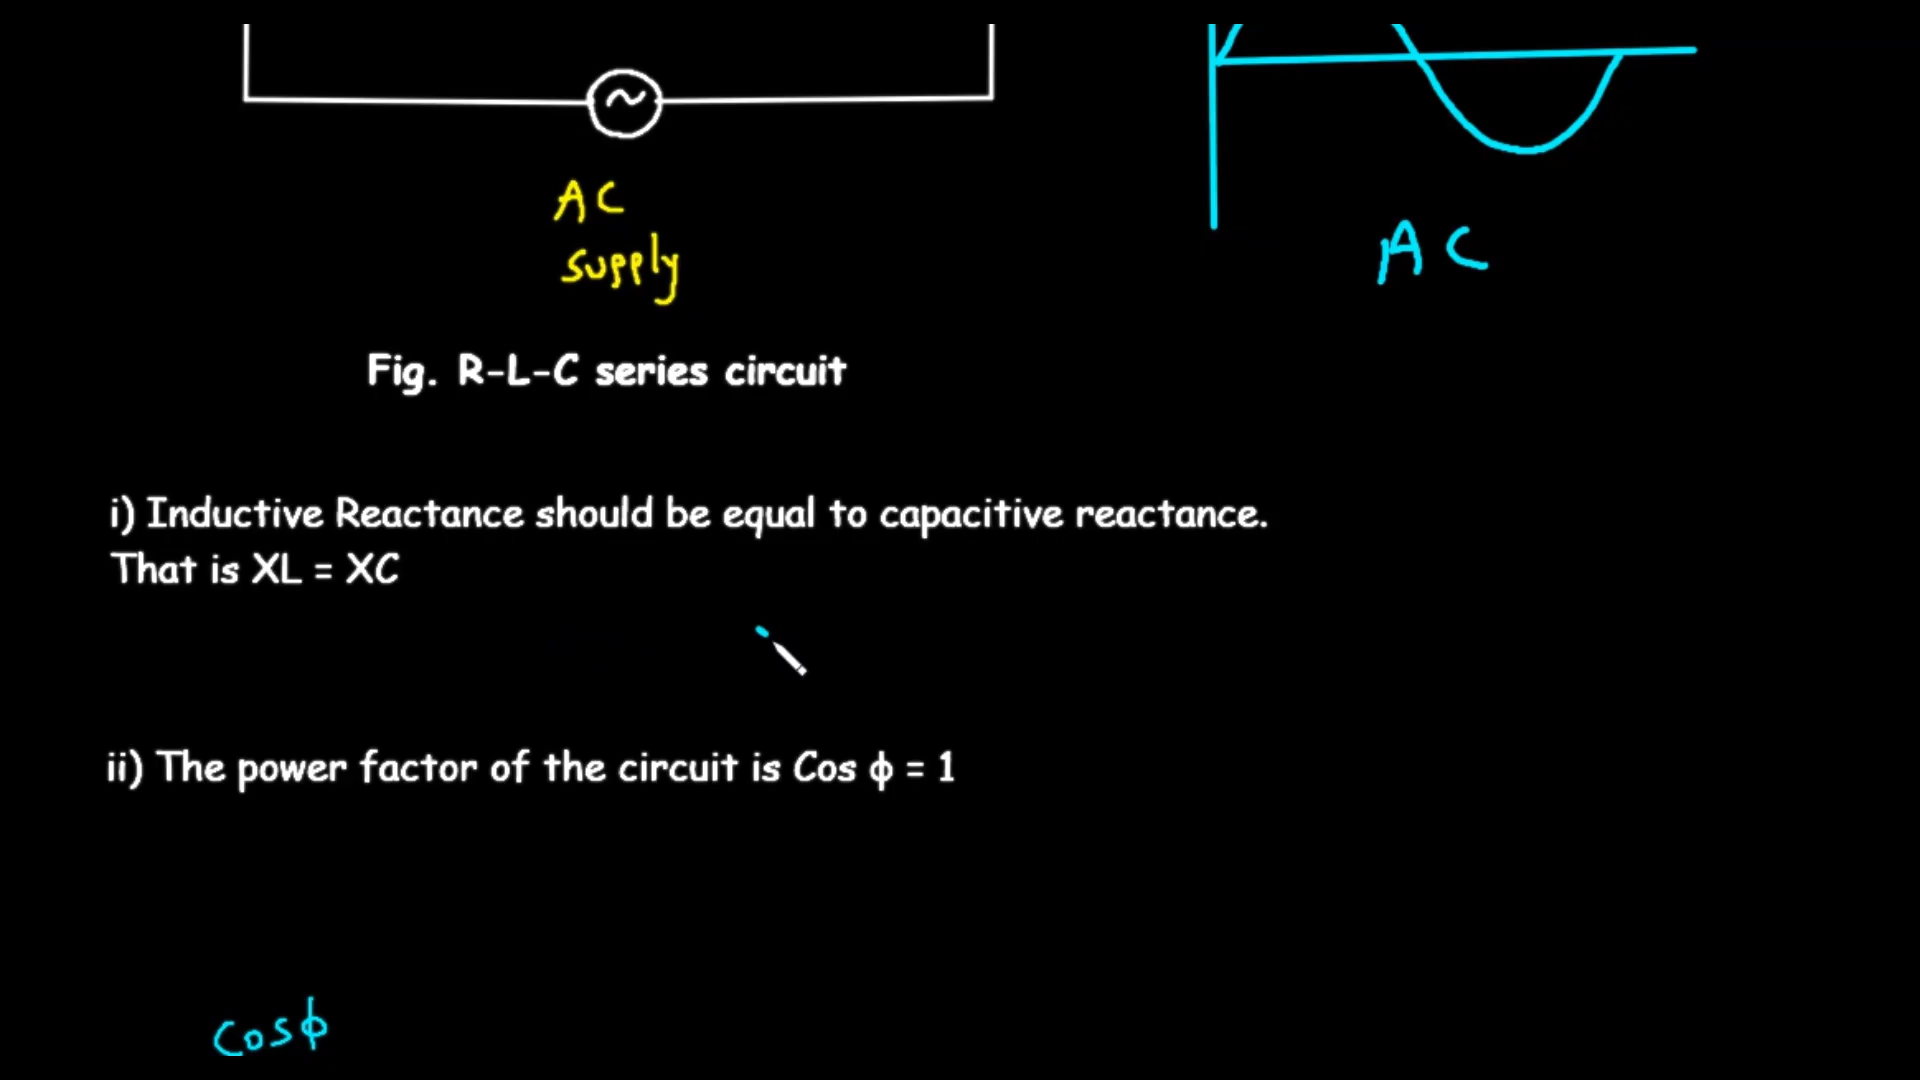 AC
supply
AC
Fig. R-L-C series circuit
i) Inductive Reactance should be equal to capacitive reactance.
That is XL = XC
ii) The power factor of the circuit is Cos ϕ = 1
cosϕ